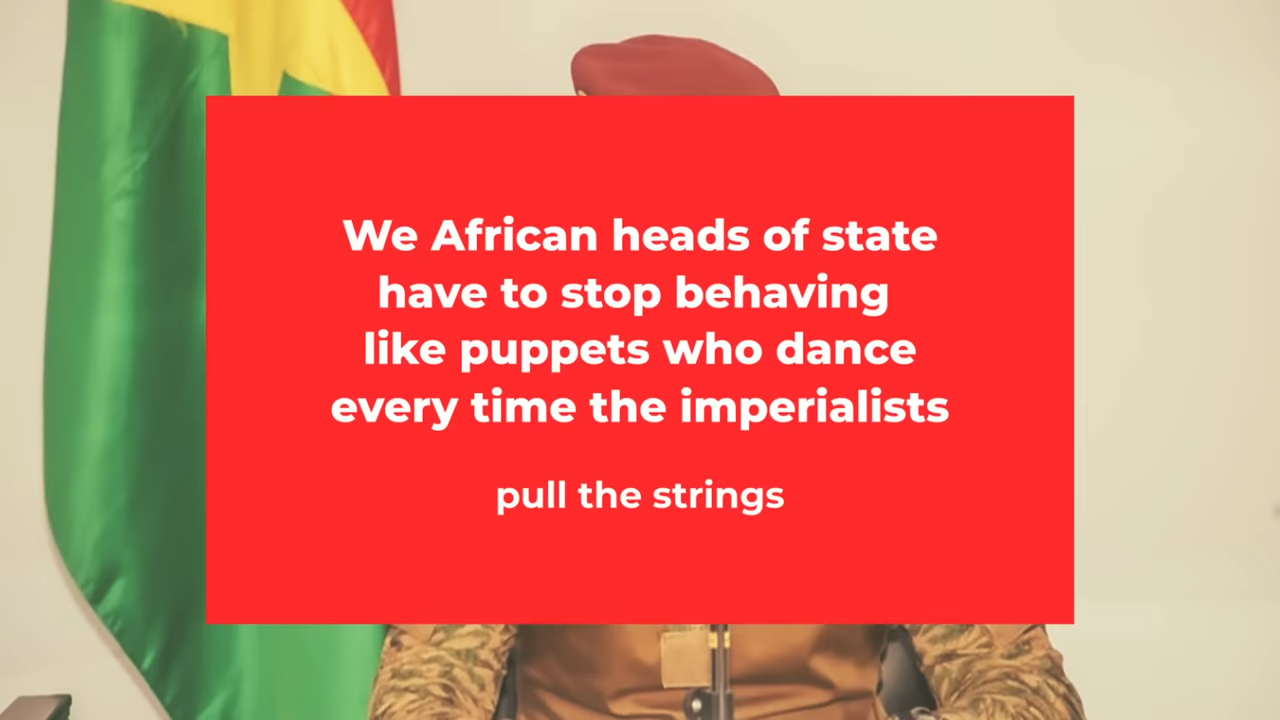 We African heads of state
have to stop behaving
like puppets who dance
every time the imperialists
pull the strings